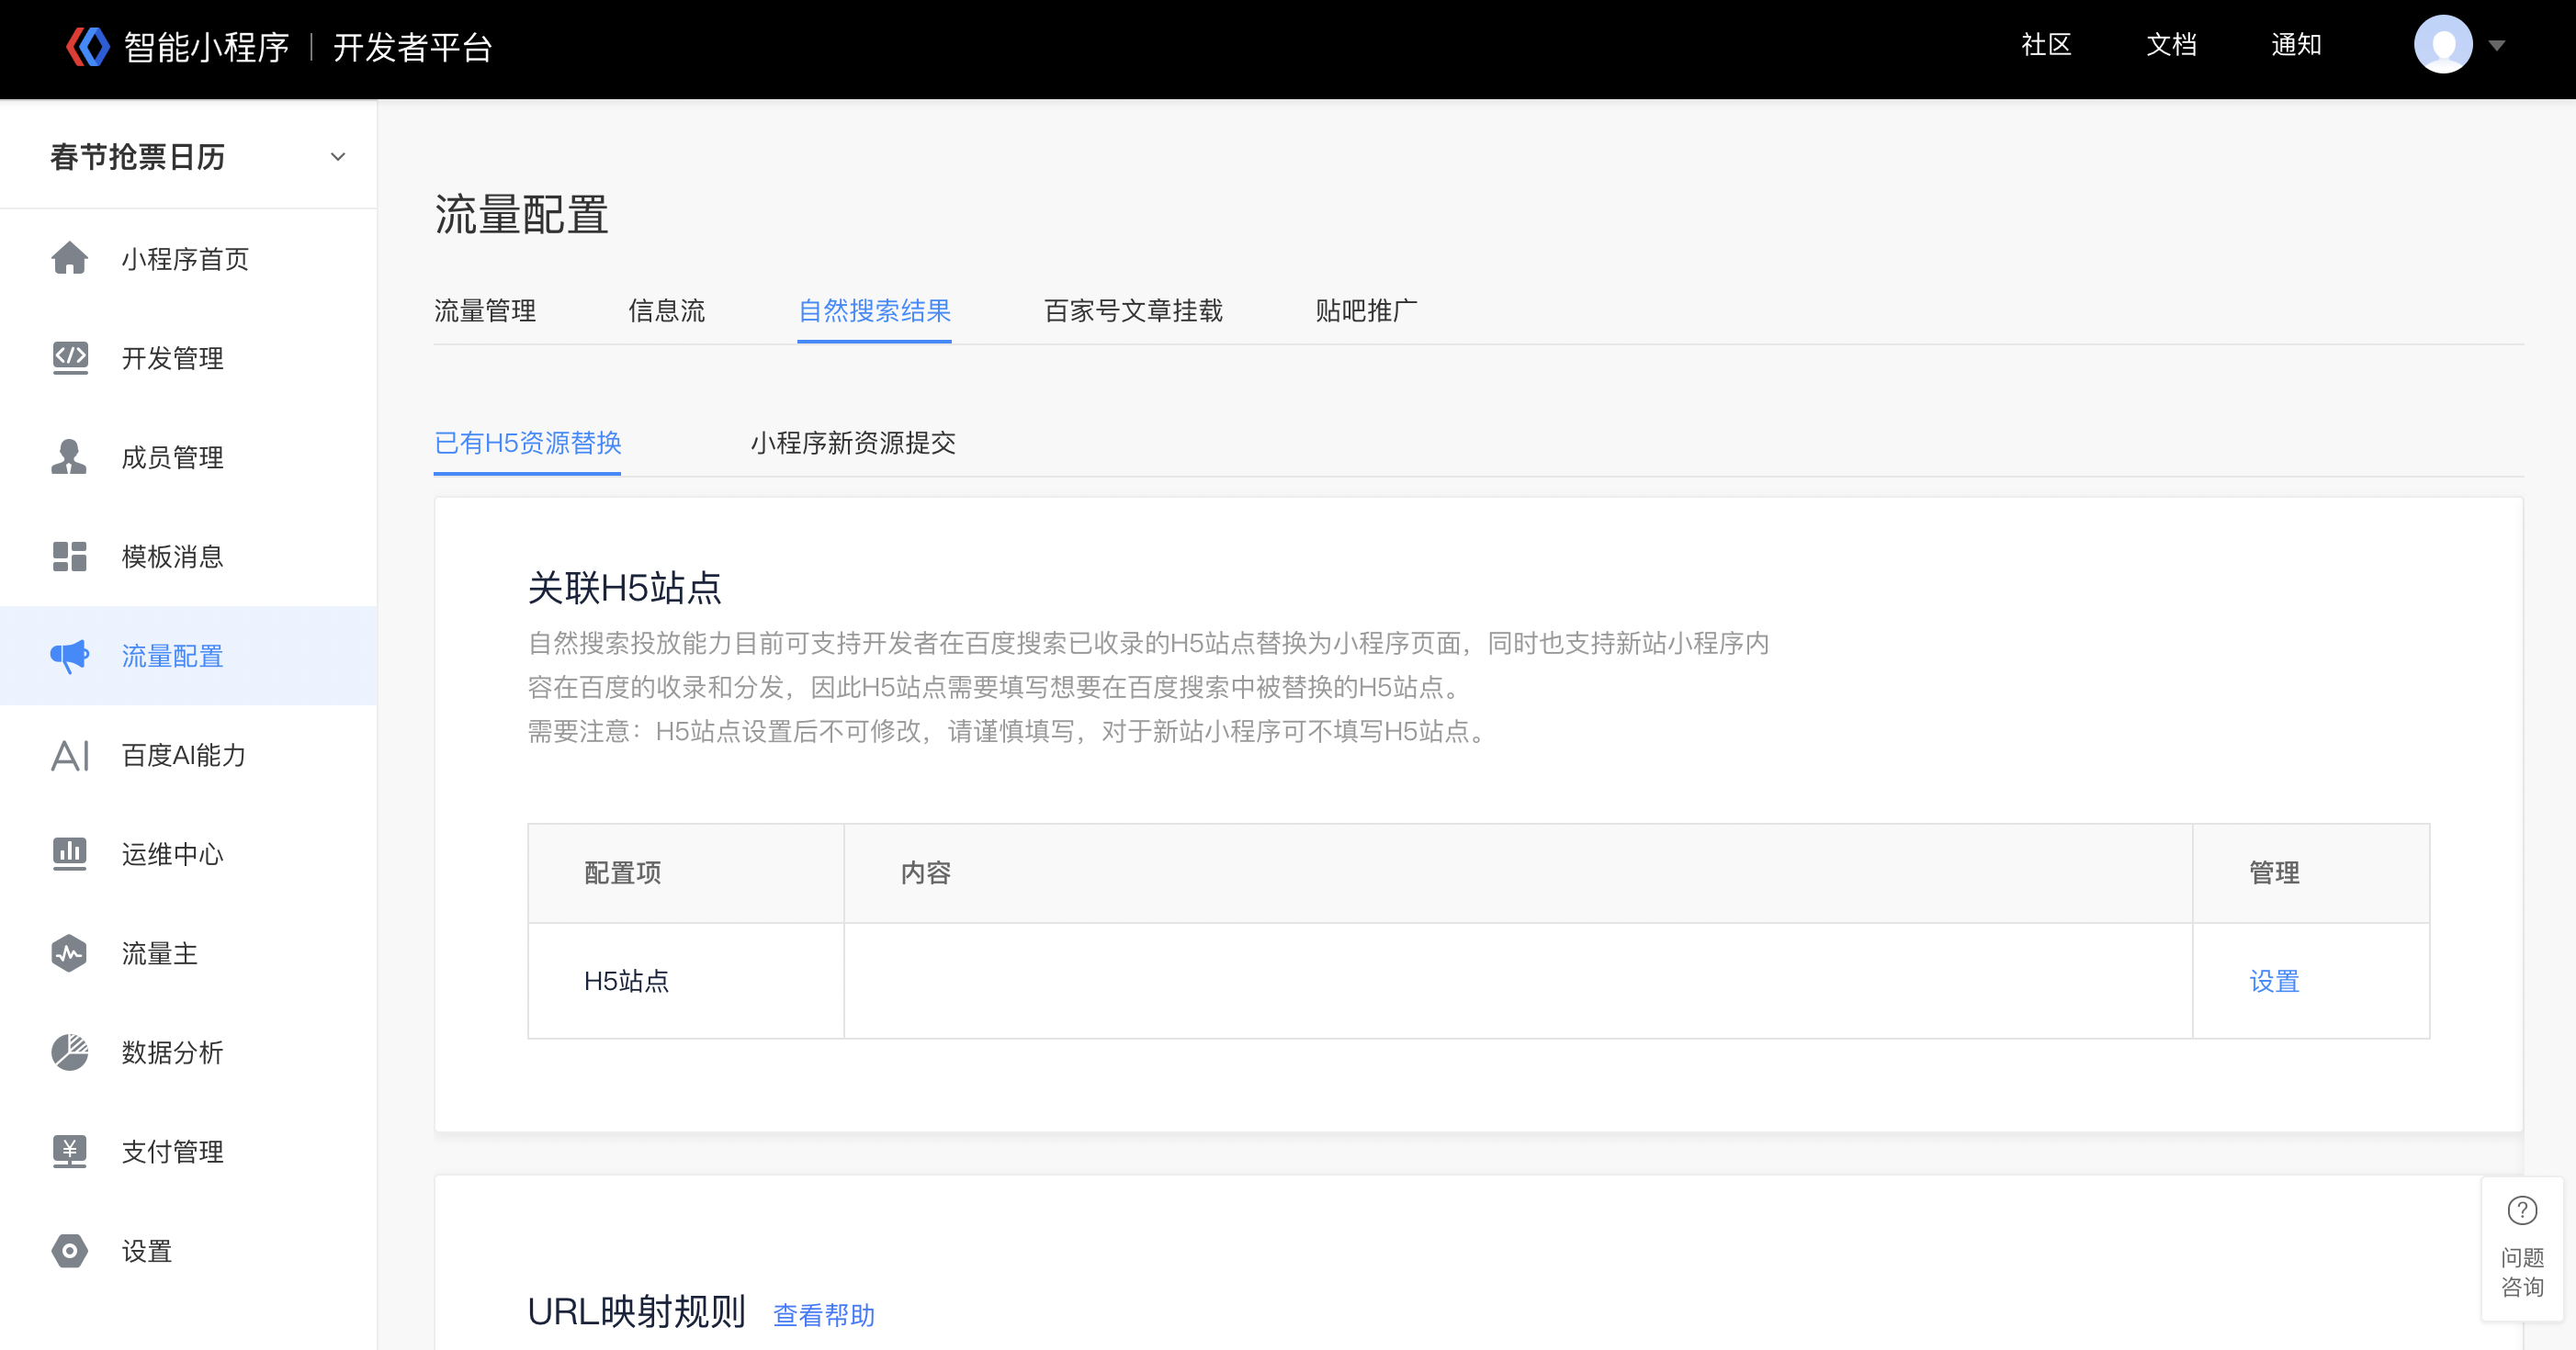 智能小程序 | 开发者平台
社区 文档 通知
春节抢票日历
小程序首页
开发管理
成员管理
模板消息
流量配置
AI 百度AI能力
运维中心
流量主
数据分析
¥ 支付管理
设置
流量配置
流量管理 信息流 自然搜索结果 百家号文章挂载 贴吧推广
已有H5资源替换 小程序新资源提交
关联H5站点
自然搜索投放能力目前可支持开发者在百度搜索已收录的H5站点替换为小程序页面，同时也支持新站小程序内
容在百度的收录和分发，因此H5站点需要填写想要在百度搜索中被替换的H5站点。
需要注意：H5站点设置后不可修改，请谨慎填写，对于新站小程序可不填写H5站点。
配置项 内容 管理
H5站点 设置
URL映射规则 查看帮助
?
问题
咨询